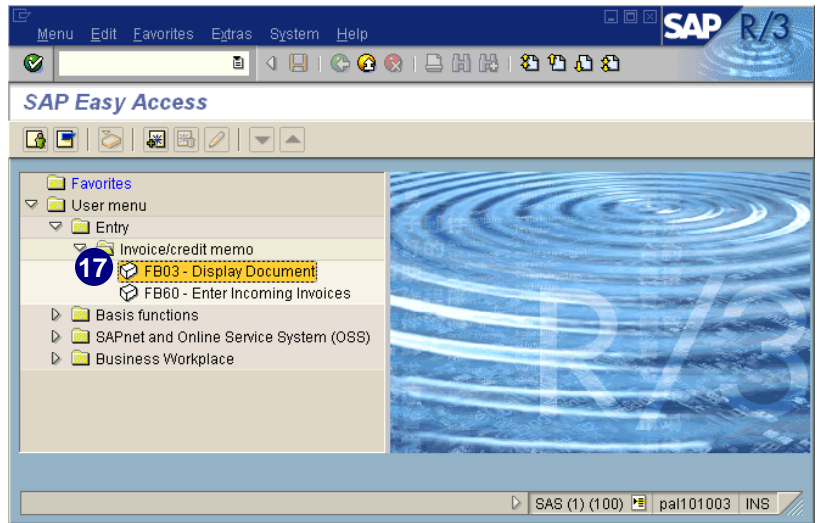 Menu Edit Favorites Extras System Help
SAP R/3
SAP Easy Access
Favorites
User menu
Entry
Invoice/credit memo
17 FB03 - Display Document
FB60 - Enter Incoming Invoices
Basis functions
SAPnet and Online Service System (OSS)
Business Workplace
R/3
SAS (1) (100) pal101003 INS